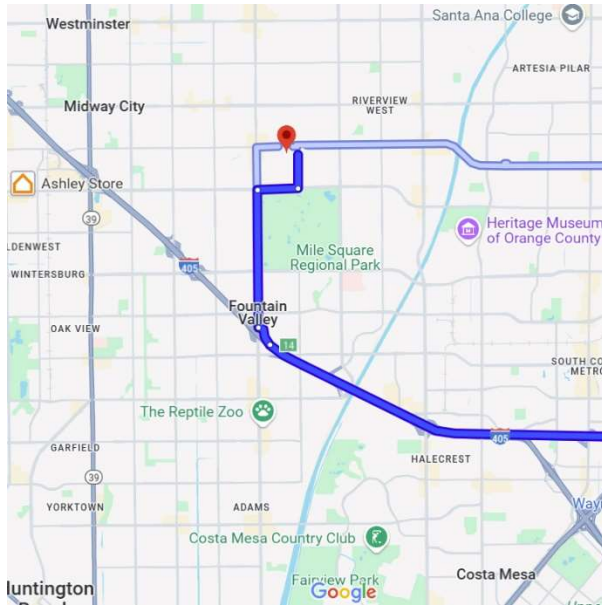 Santa Ana College
Westminster
ARTESIA PILAR
RIVERVIEW
WEST
Midway City
Ashley Store
39
Heritage Museum
of Orange County
LDENWEST
Mile Square
Regional Park
405
WINTERSBURG
Fountain
Valley
OAK VIEW
14
SOUTH CO
METRO
The Reptile Zoo
405
GARFIELD
HALECREST
39
YORKTOWN
ADAMS
Way
Costa Mesa Country Club
Costa Mesa
Fairview Park
Huntington
Google